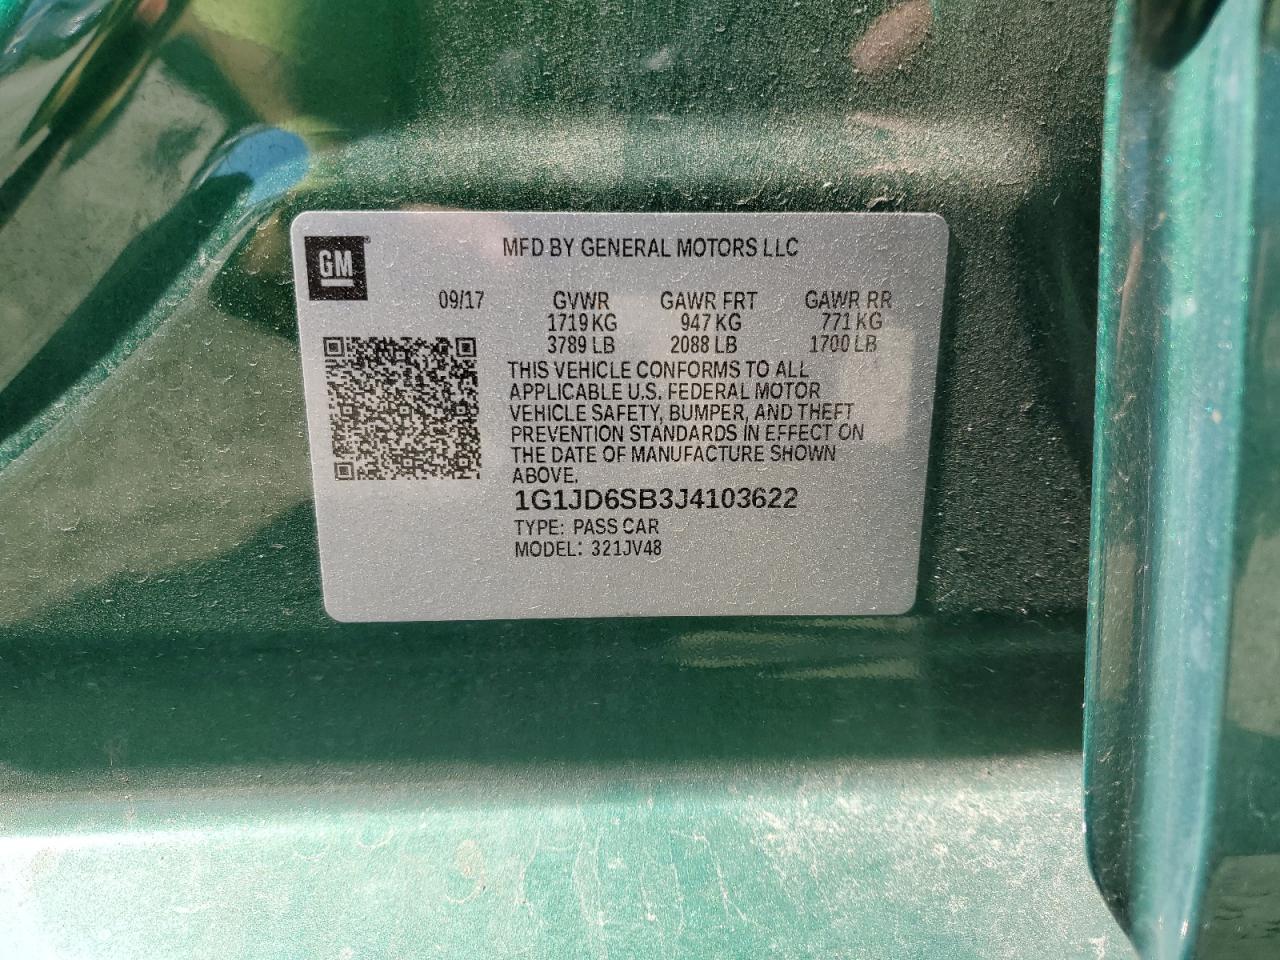 MFD BY GENERAL MOTORS LLC
GM
09/17 GVWR GAWR FRT GAWR RR
1719 KG 947 KG 771 KG
3789 LB 2088 LB 1700 LB
THIS VEHICLE CONFORMS TO ALL
APPLICABLE U.S. FEDERAL MOTOR
VEHICLE SAFETY, BUMPER, AND THEFT
PREVENTION STANDARDS IN EFFECT ON
THE DATE OF MANUFACTURE SHOWN
ABOVE.
1G1JD6SB3J4103622
TYPE: PASS CAR
MODEL: 321JV48